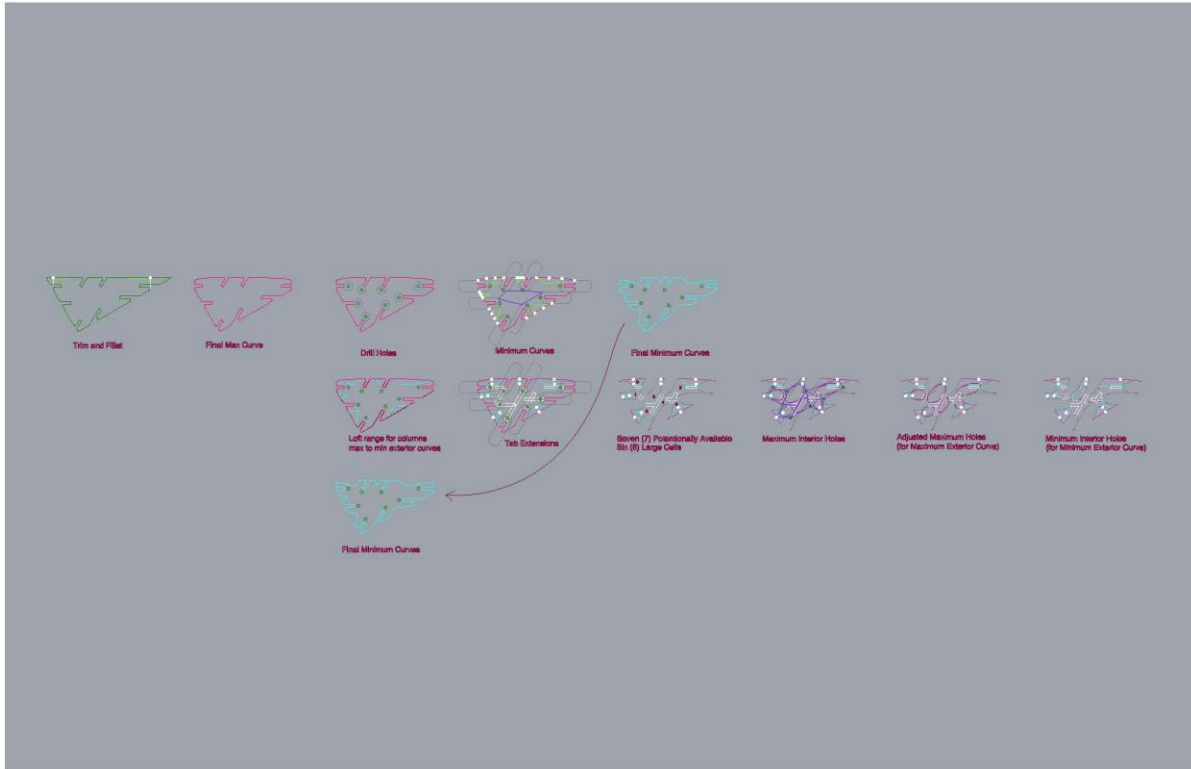 Trim and Fillet
Final Max Curve
Drill Holes
Minimum Curves
Final Minimum Curves
Loft range for columns
max to min exterior curves
Tab Extensions
Seven (7) Potentionally Available
Six (6) Large Cells
Maximum Interior Holes
Adjusted Maximum Holes
(for Maximum Exterior Curve)
Minimum Interior Holes
(for Minimum Exterior Curve)
Final Minimum Curves